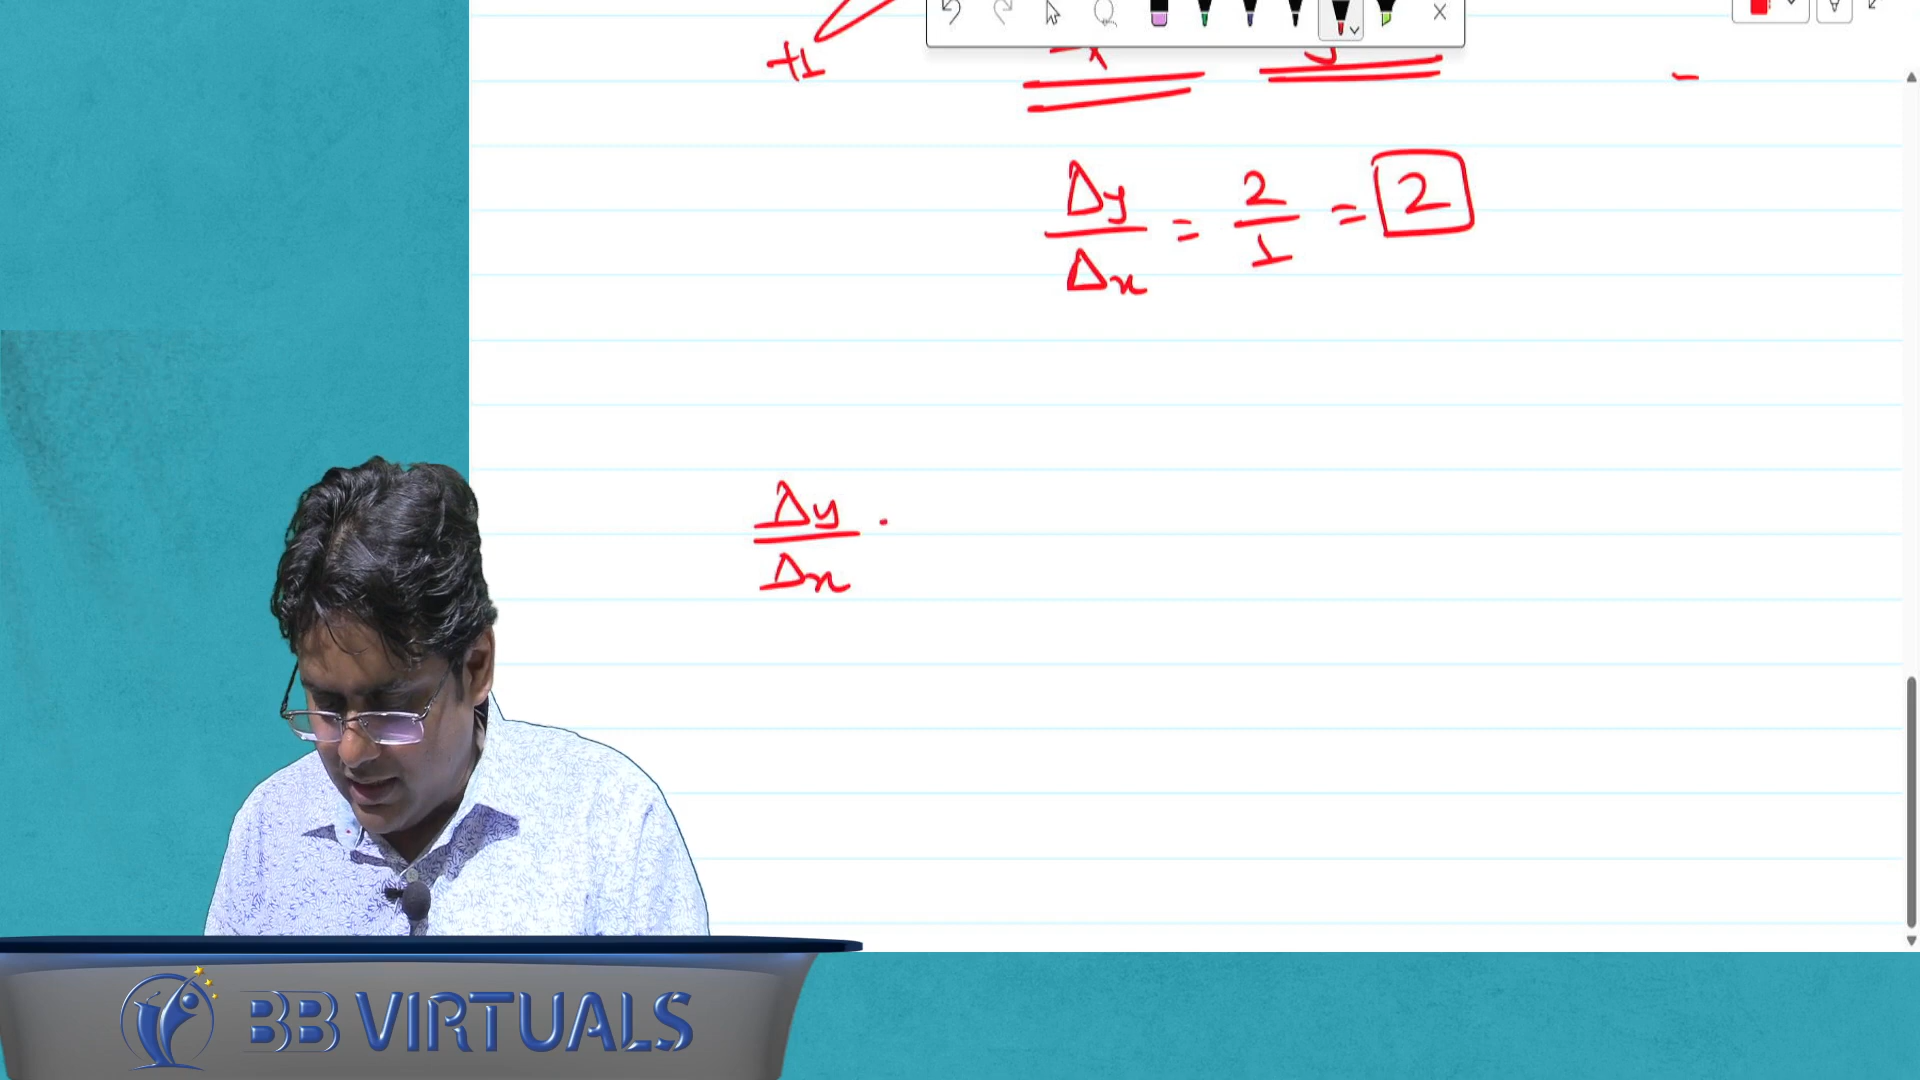 +1
x y
Δy/Δx = 2/1 = 2
Δy/Δx
BB VIRTUALS